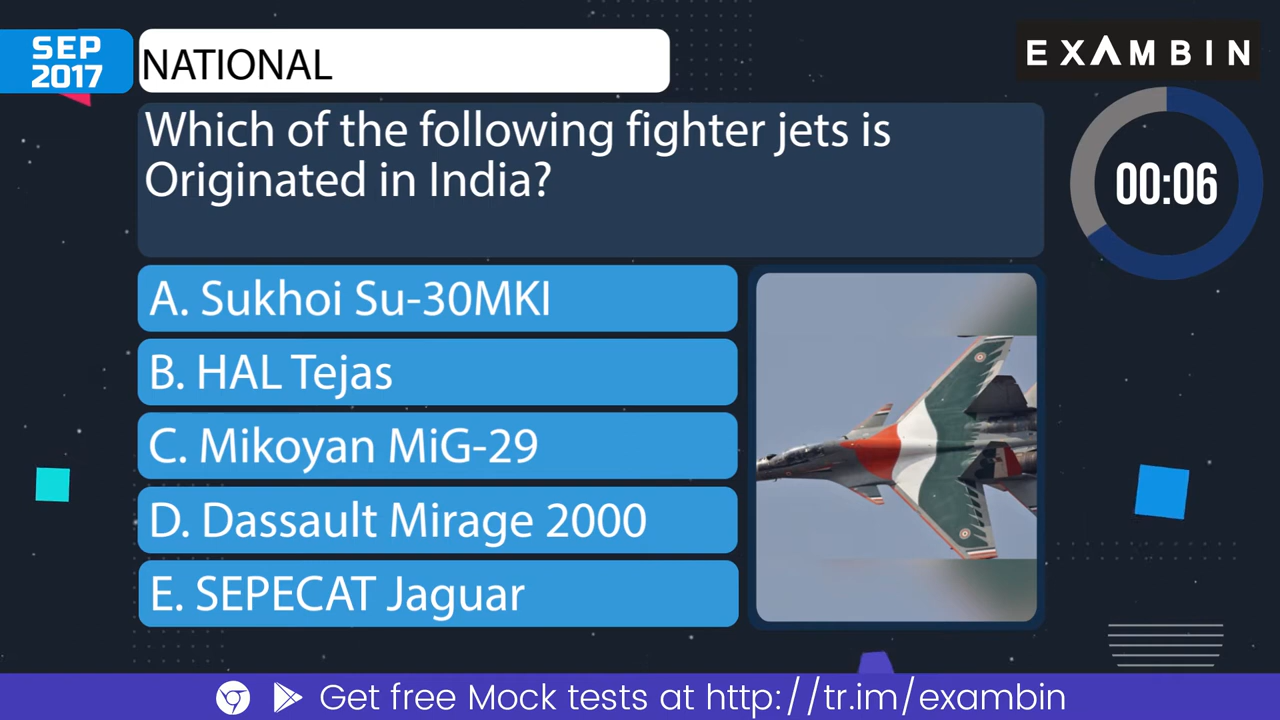 SEP
2017
NATIONAL
EXAMBIN
Which of the following fighter jets is
Originated in India?
00:06
A. Sukhoi Su-30MKI
B. HAL Tejas
C. Mikoyan MiG-29
D. Dassault Mirage 2000
E. SEPECAT Jaguar
Get free Mock tests at http://tr.im/exambin